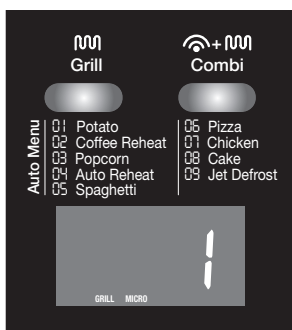 Grill
+
Combi
Auto Menu
01 Potato
02 Coffee Reheat
03 Popcorn
04 Auto Reheat
05 Spaghetti
06 Pizza
07 Chicken
08 Cake
09 Jet Defrost
1
GRILL MICRO